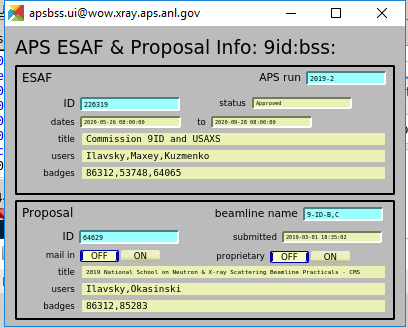 apsbss.ui@wow.xray.aps.anl.gov
APS ESAF & Proposal Info: 9id:bss:
ESAF APS run 2019-2
ID 226319 status Approved
dates 2020-05-26 08:00:00 to 2020-09-28 08:00:00
title Commission 9ID and USAXS
users Ilavsky,Maxey,Kuzmenko
badges 86312,53748,64065
Proposal beamline name 9-ID-B,C
ID 64629 submitted 2019-03-01 18:35:02
mail in OFF ON proprietary OFF ON
title 2019 National School on Neutron & X-ray Scattering Beamline Practicals - CMS
users Ilavsky,Okasinski
badges 86312,85283